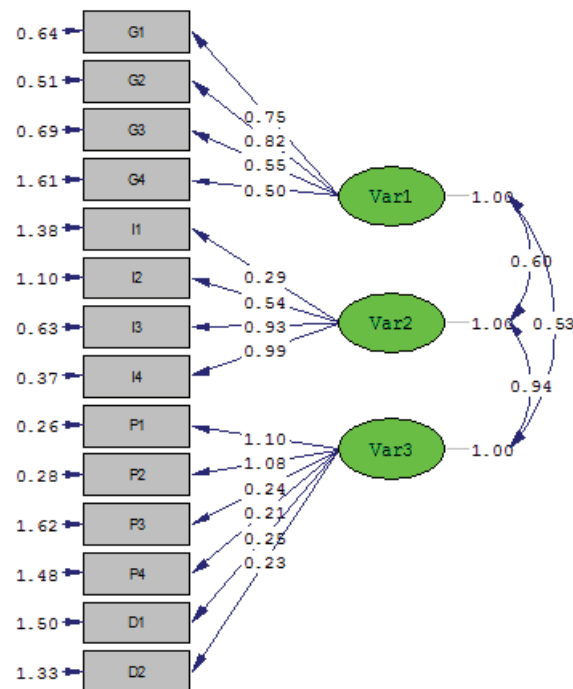 0.64 G1
0.51 G2
0.69 G3
1.61 G4
1.38 I1
1.10 I2
0.63 I3
0.37 I4
0.26 P1
0.28 P2
1.62 P3
1.48 P4
1.50 D1
1.33 D2
0.75
0.82
0.55
0.50
0.29
0.54
0.93
0.99
1.10
1.08
0.24
0.21
0.25
0.23
Var1 1.00
Var2 1.00
Var3 1.00
0.60
0.53
0.94